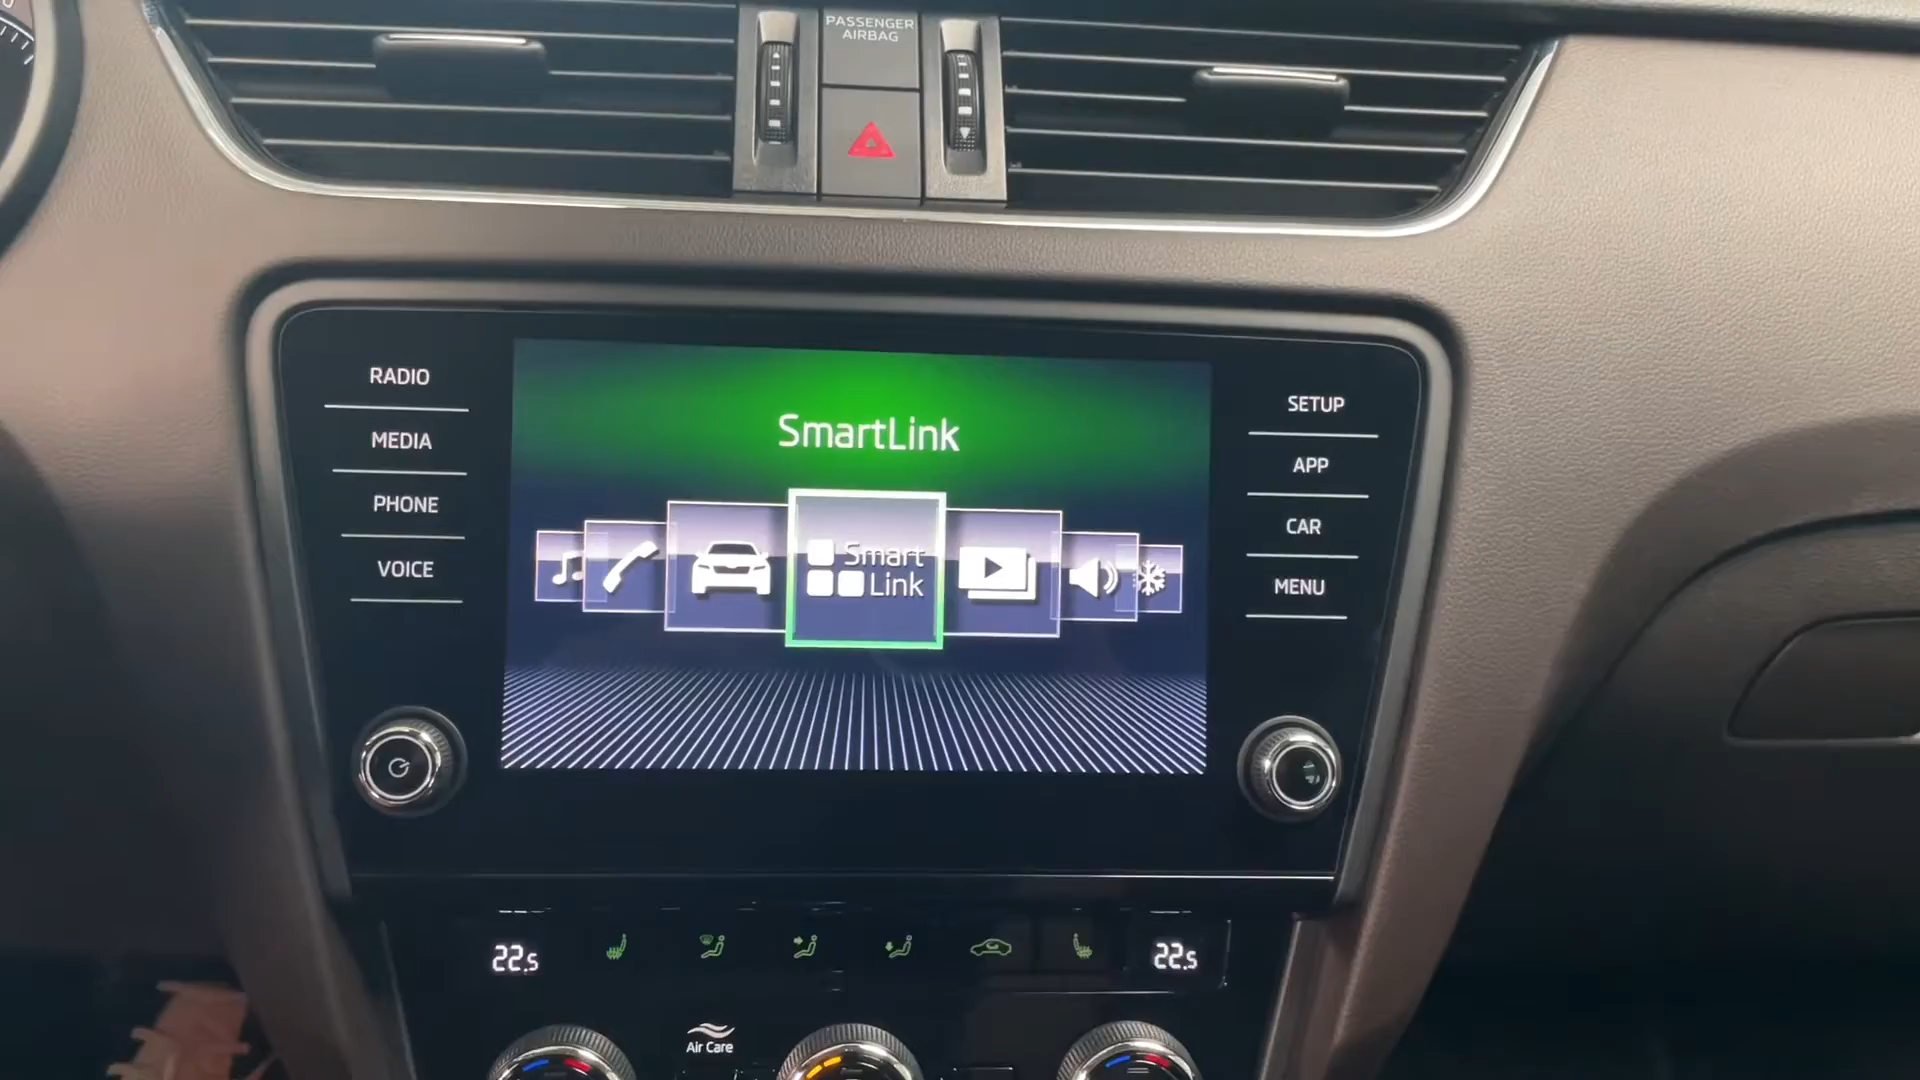 PASSENGER
AIRBAG
RADIO
MEDIA
PHONE
VOICE
SmartLink
Smart
Link
SETUP
APP
CAR
MENU
22.5
22.5
Air Care